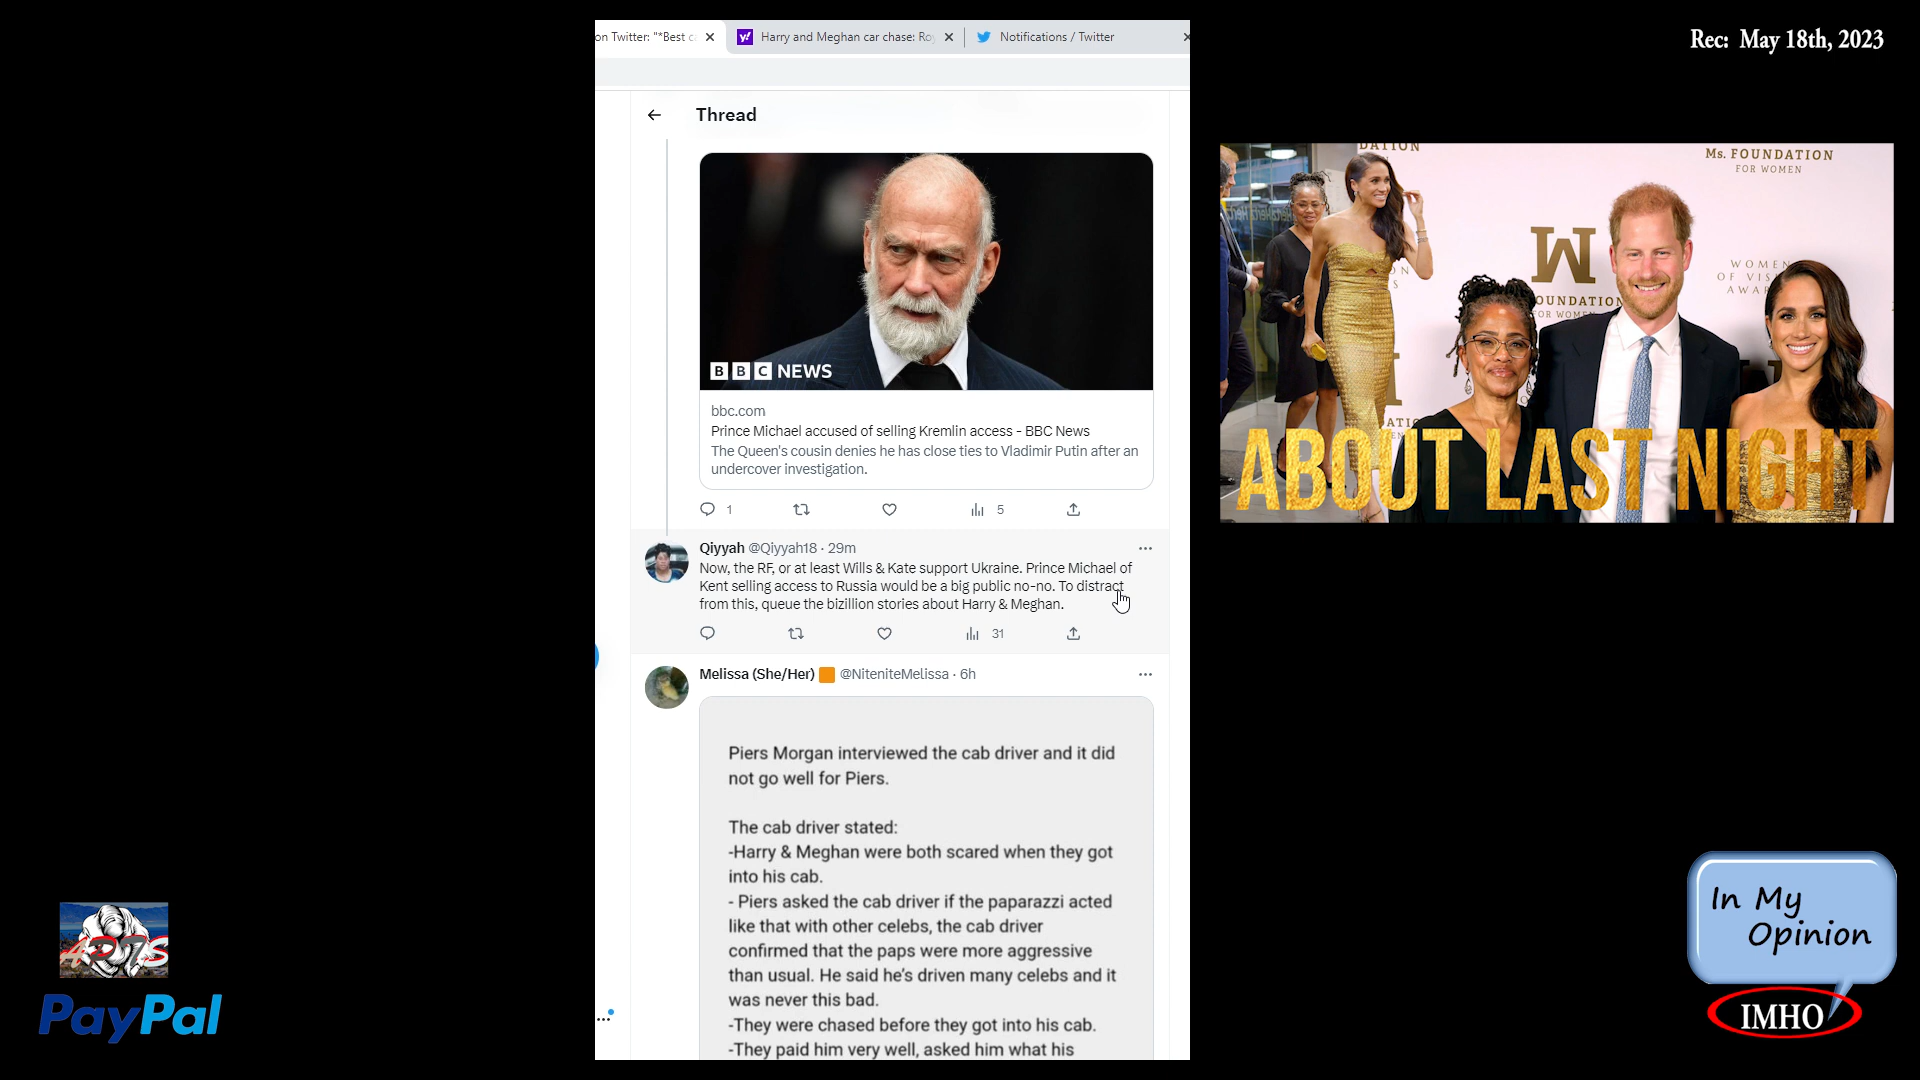 on Twitter: "*Best c
Harry and Meghan car chase: Ro
Notifications / Twitter
Rec: May 18th, 2023
Thread
BBC NEWS
bbc.com
Prince Michael accused of selling Kremlin access - BBC News
The Queen's cousin denies he has close ties to Vladimir Putin after an
undercover investigation.
1
5
Qiyyah @Qiyyah18 · 29m
Now, the RF, or at least Wills & Kate support Ukraine. Prince Michael of
Kent selling access to Russia would be a big public no-no. To distract
from this, queue the bizillion stories about Harry & Meghan.
31
Melissa (She/Her) 🟧 @NiteniteMelissa · 6h
Piers Morgan interviewed the cab driver and it did
not go well for Piers.
The cab driver stated:
-Harry & Meghan were both scared when they got
into his cab.
- Piers asked the cab driver if the paparazzi acted
like that with other celebs, the cab driver
confirmed that the paps were more aggressive
than usual. He said he's driven many celebs and it
was never this bad.
-They were chased before they got into his cab.
-They paid him very well, asked him what his
DATION
Ms. FOUNDATION
FOR WOMEN
WOMEN
OF VIS
AWAR
OUNDATION
FOR WOMEN
ABOUT LAST NIGHT
PayPal
In My
Opinion
IMHO